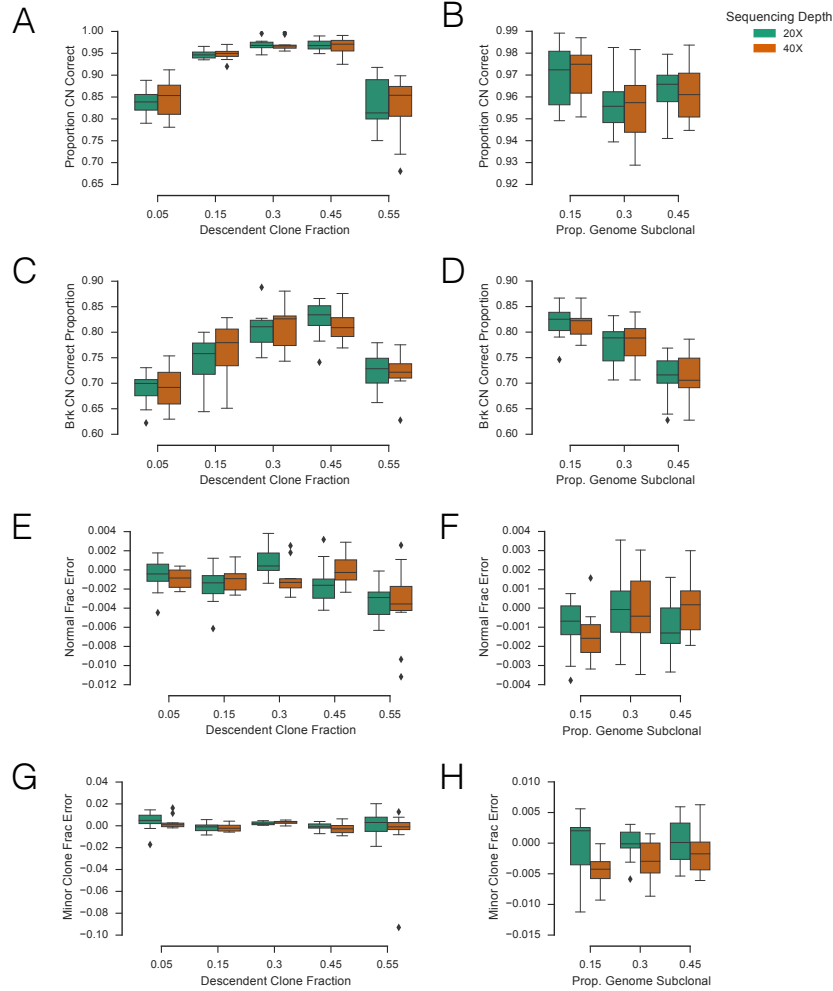 Sequencing Depth
20X
40X
A
Proportion CN Correct
1.00
0.95
0.90
0.85
0.80
0.75
0.70
0.65
0.05 0.15 0.3 0.45 0.55
Descendent Clone Fraction
B
Proportion CN Correct
0.99
0.98
0.97
0.96
0.95
0.94
0.93
0.92
0.15 0.3 0.45
Prop. Genome Subclonal
C
Brk CN Correct Proportion
0.90
0.85
0.80
0.75
0.70
0.65
0.60
0.05 0.15 0.3 0.45 0.55
Descendent Clone Fraction
D
Brk CN Correct Proportion
0.90
0.85
0.80
0.75
0.70
0.65
0.60
0.15 0.3 0.45
Prop. Genome Subclonal
E
Normal Frac Error
0.004
0.002
0.000
−0.002
−0.004
−0.006
−0.008
−0.010
−0.012
0.05 0.15 0.3 0.45 0.55
Descendent Clone Fraction
F
Normal Frac Error
0.004
0.003
0.002
0.001
0.000
−0.001
−0.002
−0.003
−0.004
0.15 0.3 0.45
Prop. Genome Subclonal
G
Minor Clone Frac Error
0.04
0.02
0.00
−0.02
−0.04
−0.06
−0.08
−0.10
0.05 0.15 0.3 0.45 0.55
Descendent Clone Fraction
H
Minor Clone Frac Error
0.010
0.005
0.000
−0.005
−0.010
−0.015
0.15 0.3 0.45
Prop. Genome Subclonal